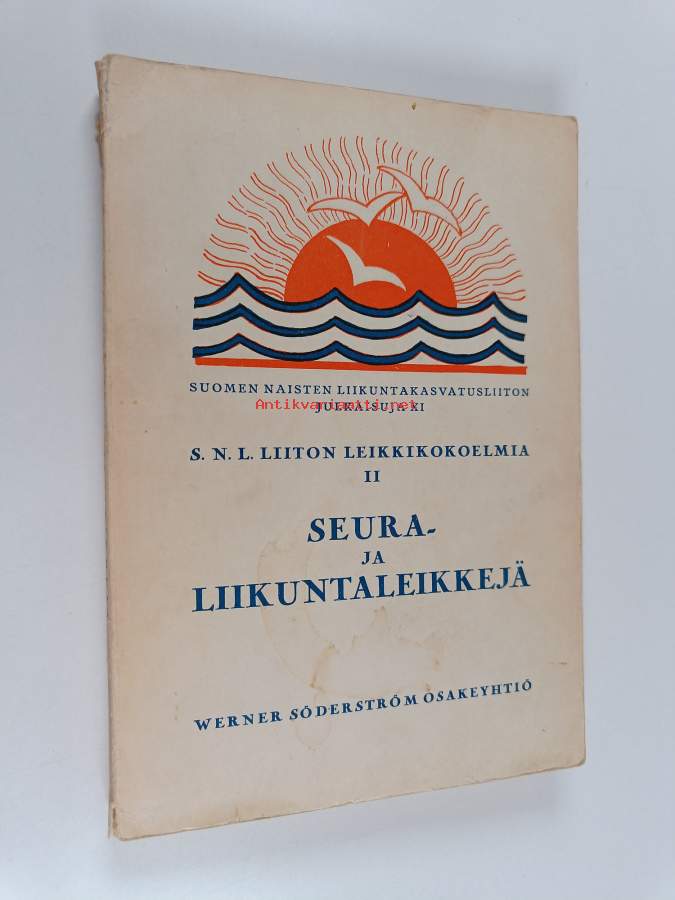 SUOMEN NAISTEN LIIKUNTAKASVATUSLIITON
JULKAISUJA XI
Antikvariaatti.net
S. N. L. LIITON LEIKKIKOKOELMIA
II
SEURA-
JA
LIIKUNTALEIKKEJÄ
WERNER SÖDERSTRÖM OSAKEYHTIÖ